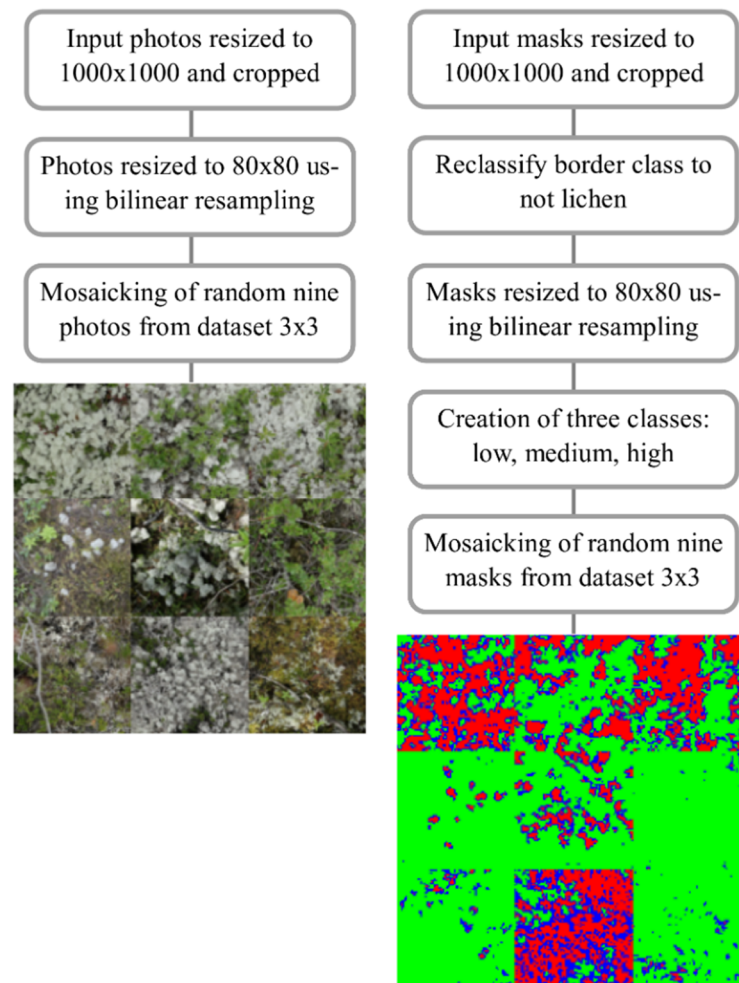 Input photos resized to
1000x1000 and cropped
Photos resized to 80x80 us-
ing bilinear resampling
Mosaicking of random nine
photos from dataset 3x3
Input masks resized to
1000x1000 and cropped
Reclassify border class to
not lichen
Masks resized to 80x80 us-
ing bilinear resampling
Creation of three classes:
low, medium, high
Mosaicking of random nine
masks from dataset 3x3